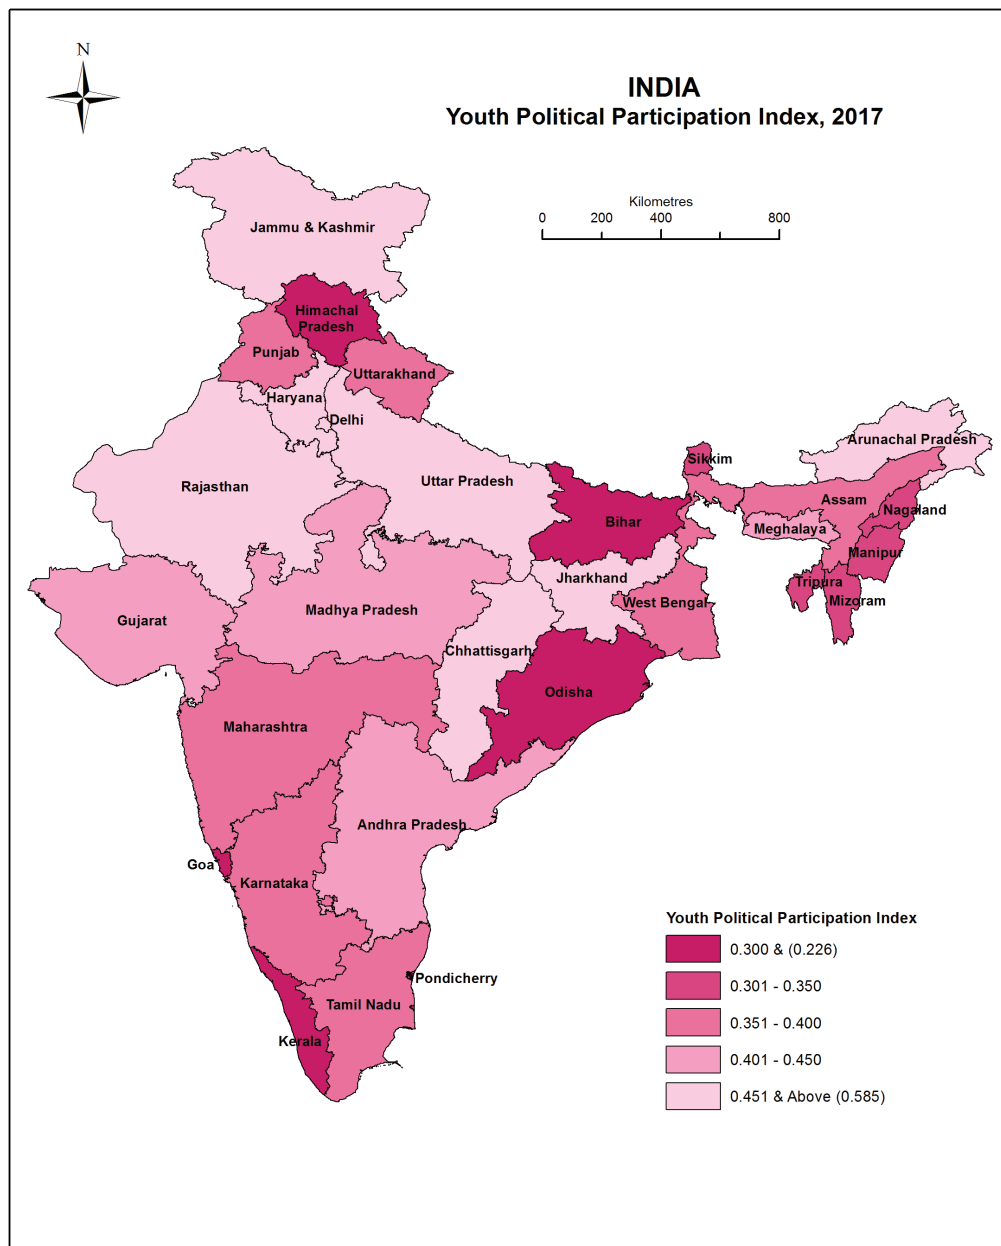 N
INDIA
Youth Political Participation Index, 2017
Kilometres
0 200 400 800
Jammu & Kashmir
Himachal
Pradesh
Punjab
Uttarakhand
Haryana
Delhi
Arunachal Pradesh
Sikkim
Rajasthan
Uttar Pradesh
Assam
Nagaland
Bihar
Meghalaya
Manipur
Jharkhand
Tripura
Mizoram
West Bengal
Madhya Pradesh
Gujarat
Chhattisgarh
Odisha
Maharashtra
Andhra Pradesh
Goa
Karnataka
Pondicherry
Tamil Nadu
Kerala
Youth Political Participation Index
0.300 & (0.226)
0.301 - 0.350
0.351 - 0.400
0.401 - 0.450
0.451 & Above (0.585)